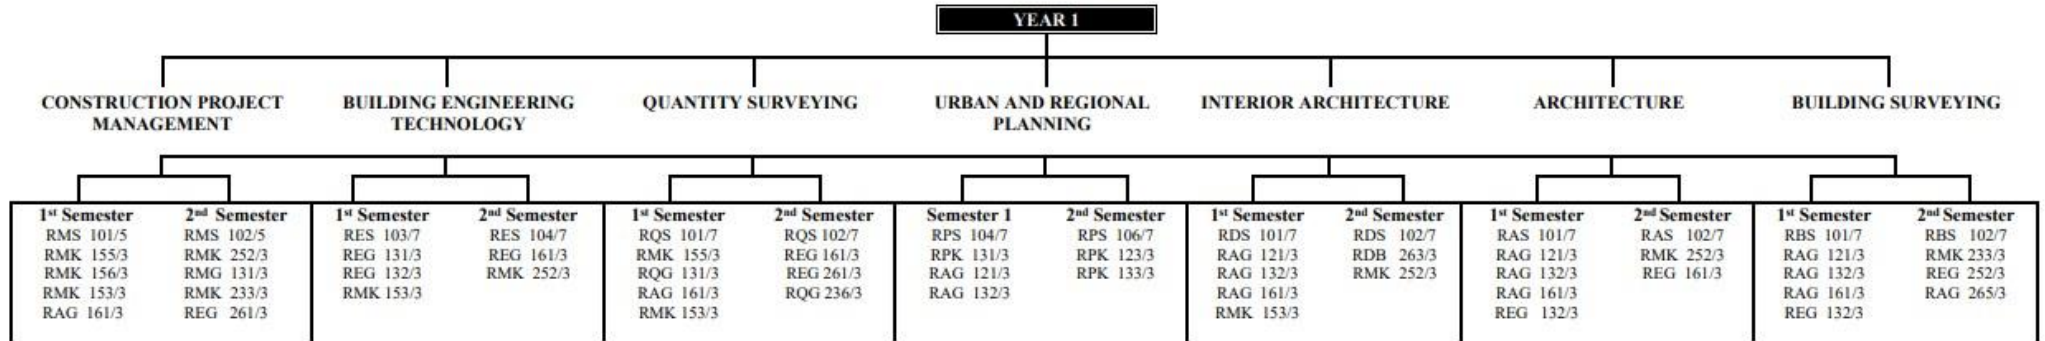 YEAR 1
CONSTRUCTION PROJECT
MANAGEMENT
BUILDING ENGINEERING
TECHNOLOGY
QUANTITY SURVEYING
URBAN AND REGIONAL
PLANNING
INTERIOR ARCHITECTURE
ARCHITECTURE
BUILDING SURVEYING
1st Semester
RMS 101/5
RMK 155/3
RMK 156/3
RMK 153/3
RAG 161/3
2nd Semester
RMS 102/5
RMK 252/3
RMG 131/3
RMK 233/3
REG 261/3
1st Semester
RES 103/7
REG 131/3
REG 132/3
RMK 153/3
2nd Semester
RES 104/7
REG 161/3
RMK 252/3
1st Semester
RQS 101/7
RMK 155/3
RQG 131/3
RAG 161/3
RMK 153/3
2nd Semester
RQS 102/7
REG 161/3
REG 261/3
RQG 236/3
Semester 1
RPS 104/7
RPK 131/3
RAG 121/3
RAG 132/3
2nd Semester
RPS 106/7
RPK 123/3
RPK 133/3
1st Semester
RDS 101/7
RAG 121/3
RAG 132/3
RAG 161/3
RMK 153/3
2nd Semester
RDS 102/7
RDB 263/3
RMK 252/3
1st Semester
RAS 101/7
RAG 121/3
RAG 132/3
RAG 161/3
REG 132/3
2nd Semester
RAS 102/7
RMK 252/3
REG 161/3
1st Semester
RBS 101/7
RAG 121/3
RAG 132/3
RAG 161/3
REG 132/3
2nd Semester
RBS 102/7
RMK 233/3
REG 252/3
RAG 265/3